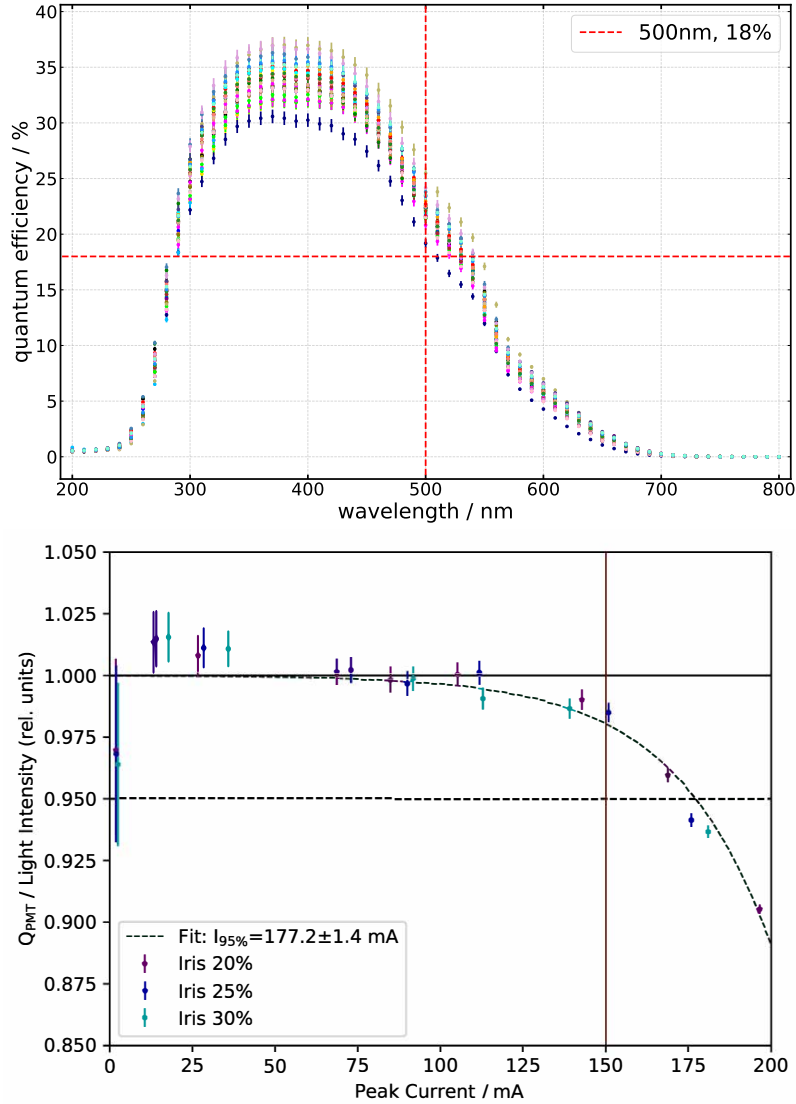 40
35
30
25
20
15
10
5
0
quantum efficiency / %
500nm, 18%
200 300 400 500 600 700 800
wavelength / nm
1.050
1.025
1.000
0.975
0.950
0.925
0.900
0.875
0.850
Q_PMT / Light Intensity (rel. units)
Fit: I_95%=177.2±1.4 mA
Iris 20%
Iris 25%
Iris 30%
0 25 50 75 100 125 150 175 200
Peak Current / mA